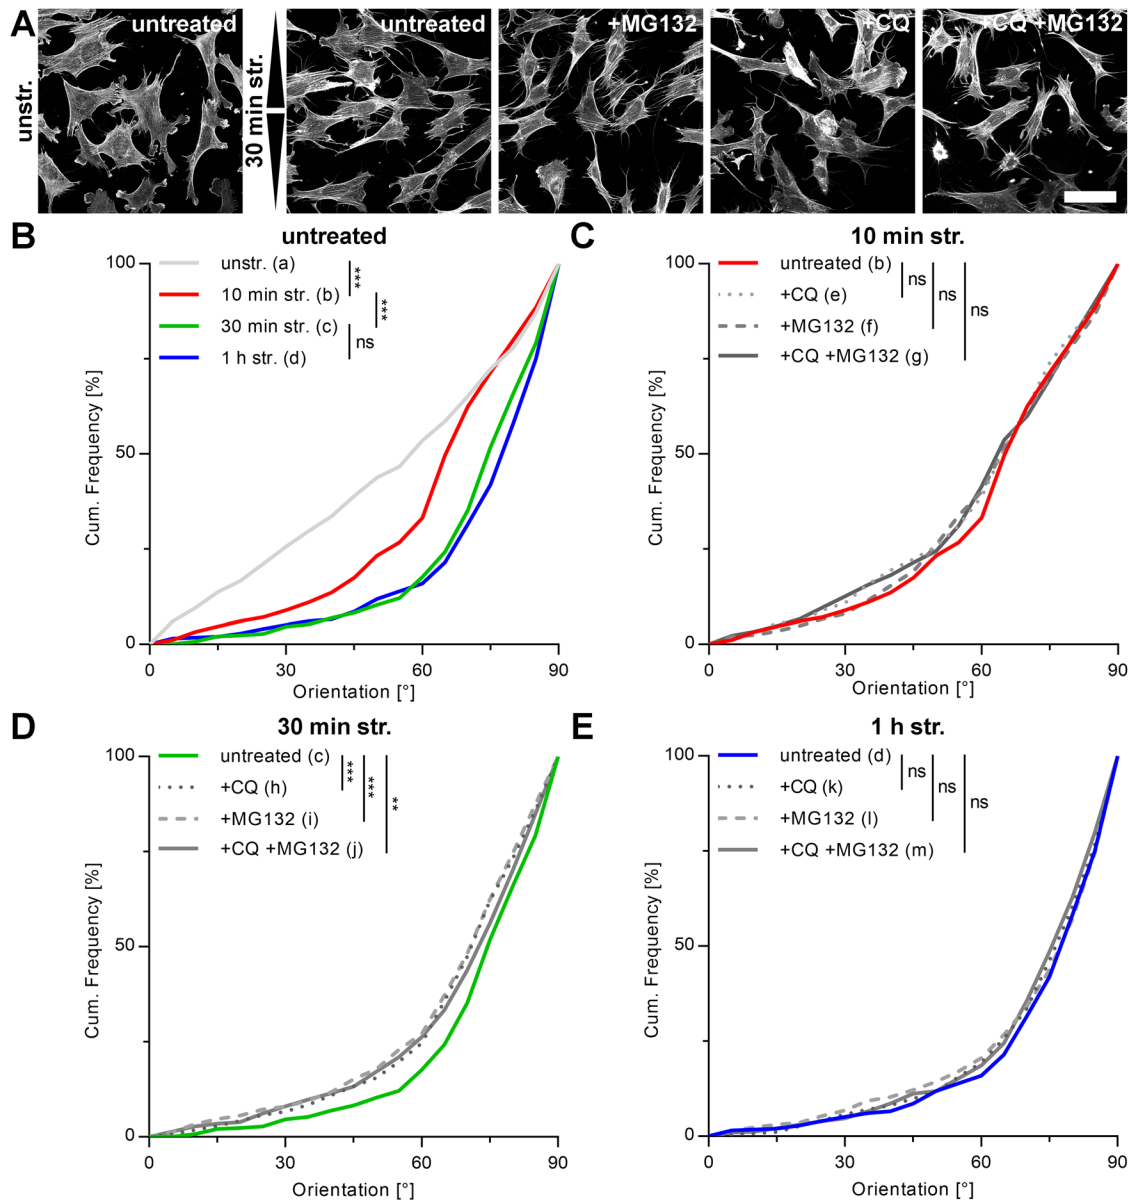 A
unstr.
untreated
30 min str.
untreated
+MG132
+CQ
+CQ +MG132
B
untreated
unstr. (a)
10 min str. (b)
30 min str. (c)
1 h str. (d)
***
***
ns
100
50
0
Cum. Frequency [%]
0 30 60 90
Orientation [°]
C
10 min str.
untreated (b)
+CQ (e)
+MG132 (f)
+CQ +MG132 (g)
ns
ns
ns
100
50
0
Cum. Frequency [%]
0 30 60 90
Orientation [°]
D
30 min str.
untreated (c)
+CQ (h)
+MG132 (i)
+CQ +MG132 (j)
***
***
**
100
50
0
Cum. Frequency [%]
0 30 60 90
Orientation [°]
E
1 h str.
untreated (d)
+CQ (k)
+MG132 (l)
+CQ +MG132 (m)
ns
ns
ns
100
50
0
Cum. Frequency [%]
0 30 60 90
Orientation [°]